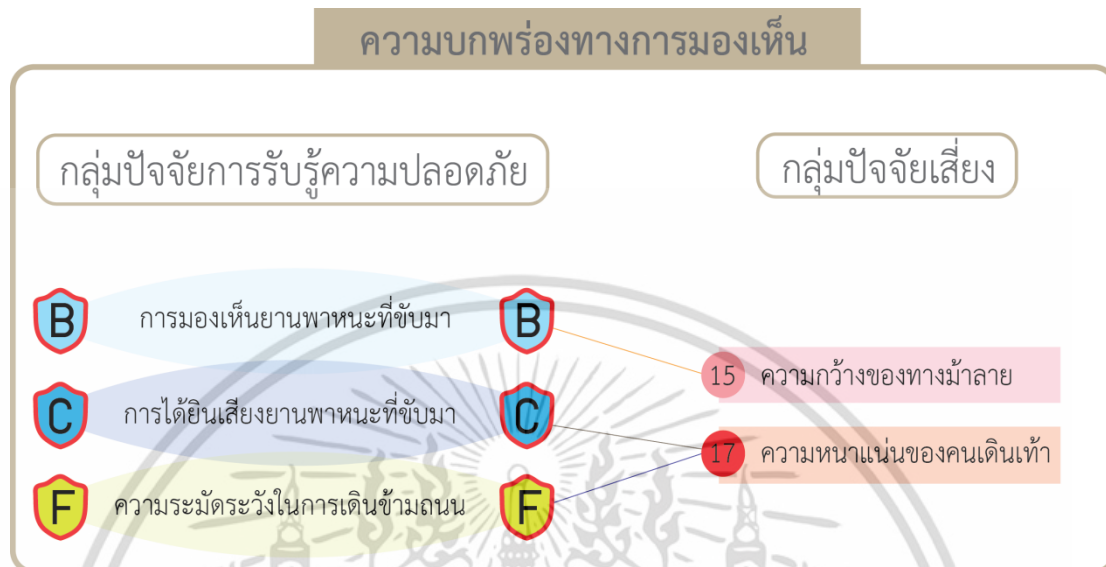 ความบกพร่องทางการมองเห็น
กลุ่มปัจจัยการรับรู้ความปลอดภัย
กลุ่มปัจจัยเสี่ยง
B การมองเห็นยานพาหนะที่ขับมา B
15 ความกว้างของทางม้าลาย
C การได้ยินเสียงยานพาหนะที่ขับมา C
17 ความหนาแน่นของคนเดินเท้า
F ความระมัดระวังในการเดินข้ามถนน F